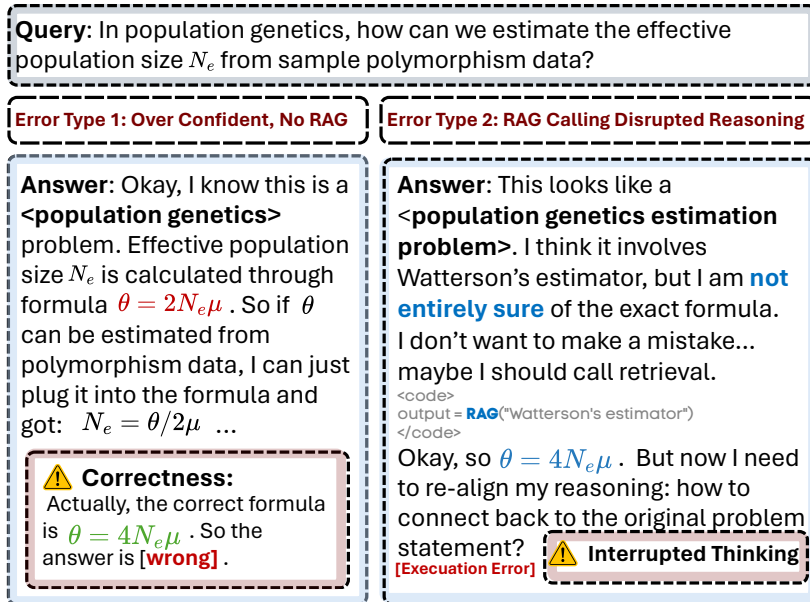 Query: In population genetics, how can we estimate the effective
population size N_e from sample polymorphism data?
Error Type 1: Over Confident, No RAG
Answer: Okay, I know this is a
<population genetics>
problem. Effective population
size N_e is calculated through
formula θ = 2N_eμ . So if θ
can be estimated from
polymorphism data, I can just
plug it into the formula and
got: N_e = θ/2μ ...
⚠ Correctness:
Actually, the correct formula
is θ = 4N_eμ . So the
answer is [wrong] .
Error Type 2: RAG Calling Disrupted Reasoning
Answer: This looks like a
<population genetics estimation
problem>. I think it involves
Watterson's estimator, but I am not
entirely sure of the exact formula.
I don't want to make a mistake...
maybe I should call retrieval.
<code>
output = RAG("Watterson's estimator")
</code>
Okay, so θ = 4N_eμ . But now I need
to re-align my reasoning: how to
connect back to the original problem
statement?
[Execuation Error]
⚠ Interrupted Thinking